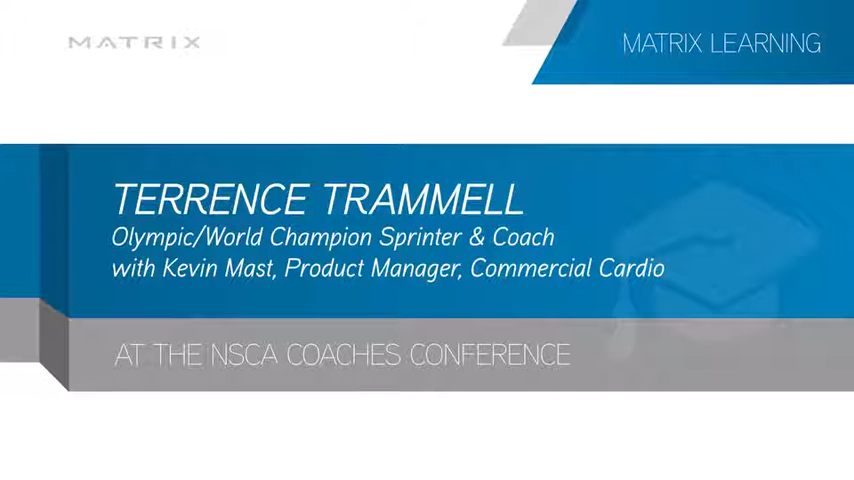 MATRIX
MATRIX LEARNING
TERRENCE TRAMMELL
Olympic/World Champion Sprinter & Coach
with Kevin Mast, Product Manager, Commercial Cardio
AT THE NSCA COACHES CONFERENCE